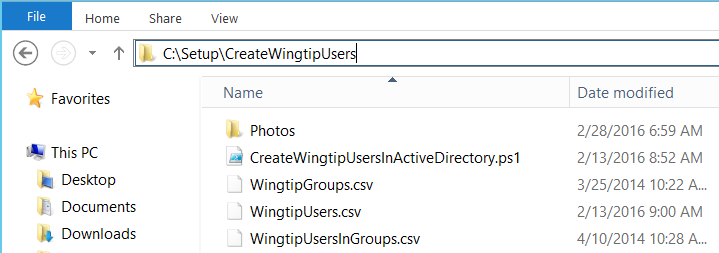 File Home Share View
C:\Setup\CreateWingtipUsers
Favorites
This PC
Desktop
Documents
Downloads
Name Date modified
Photos 2/28/2016 6:59 AM
CreateWingtipUsersInActiveDirectory.ps1 2/13/2016 8:52 AM
WingtipGroups.csv 3/25/2014 10:22 A...
WingtipUsers.csv 2/13/2016 9:00 AM
WingtipUsersInGroups.csv 4/10/2014 10:28 A...